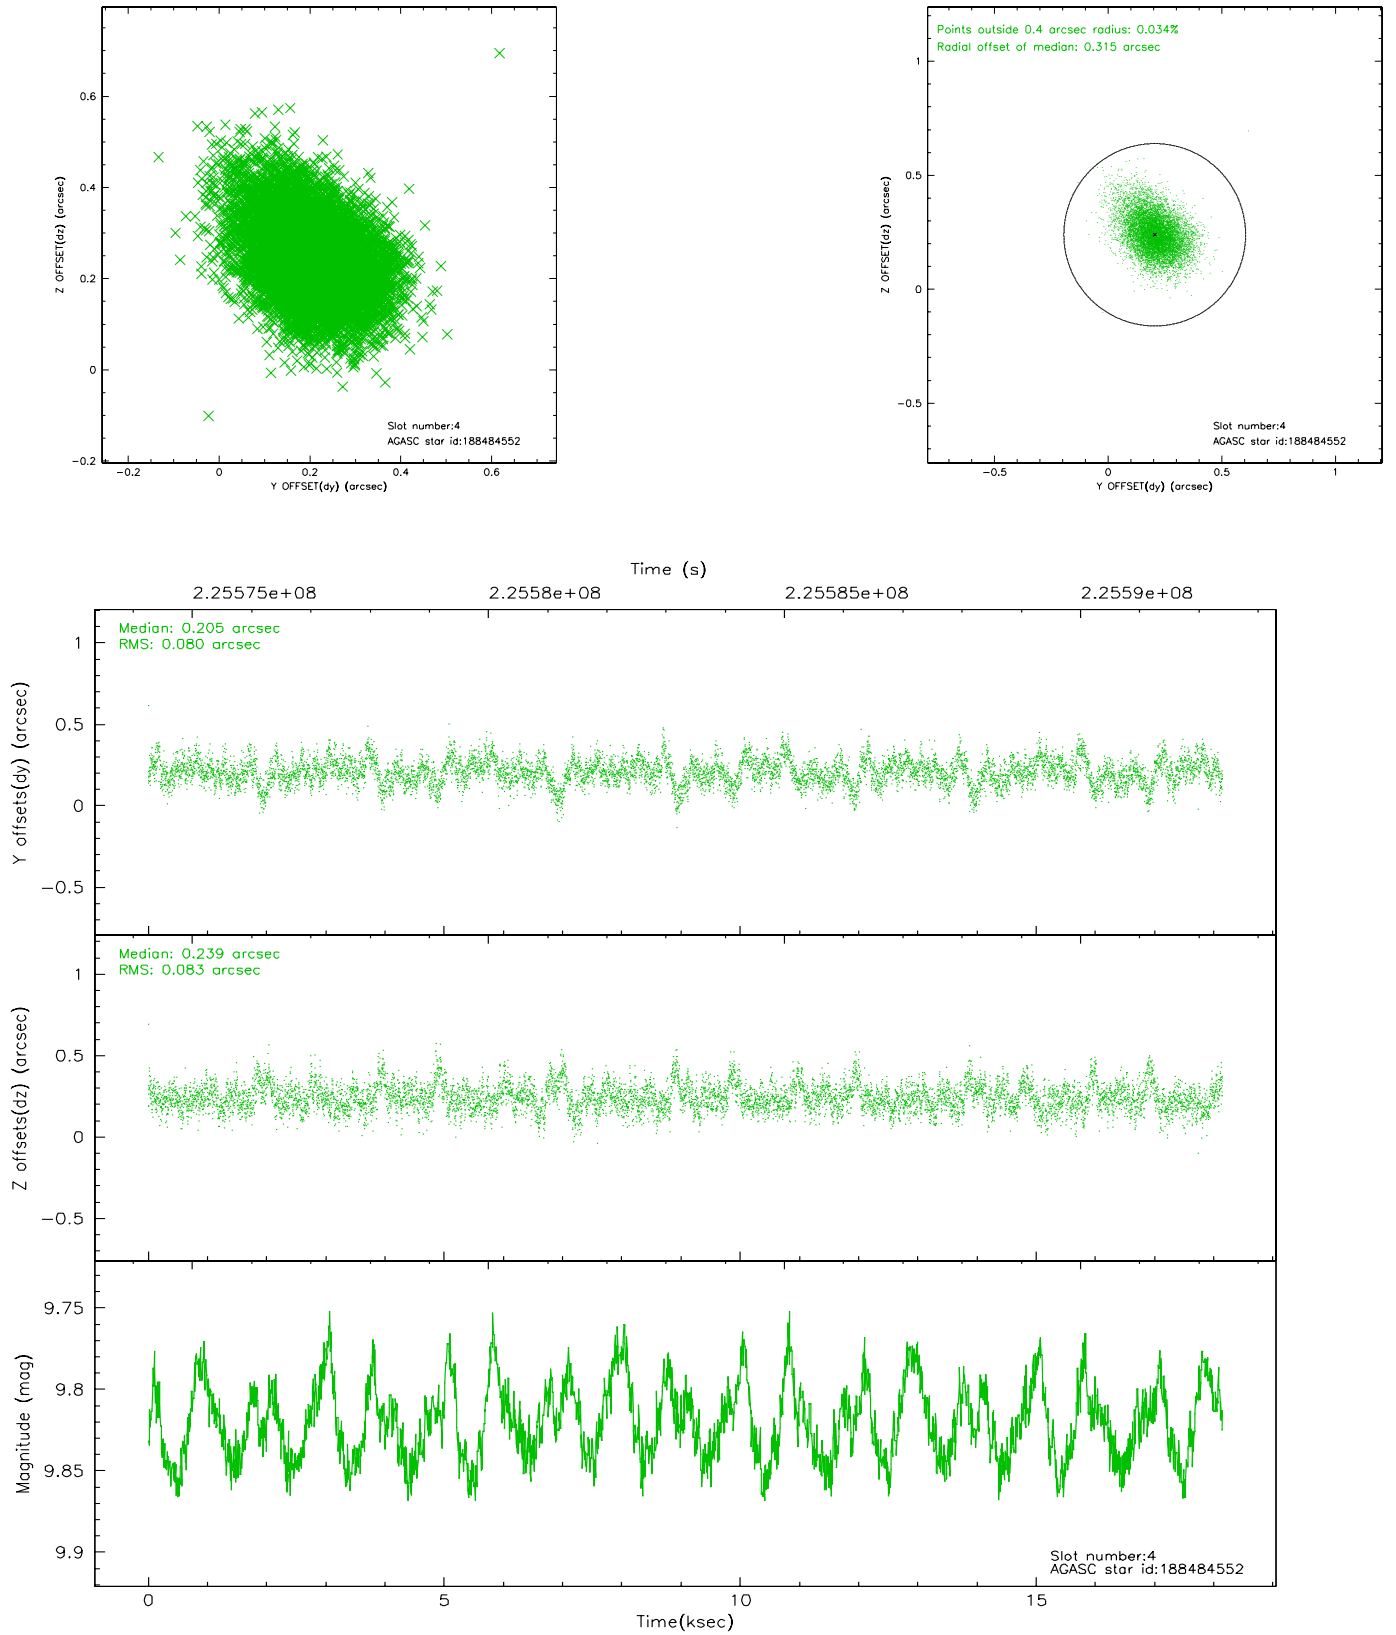 0.6
0.4
0.2
0
−0.2
Z OFFSET(dz) (arcsec)
Slot number:4
AGASC star id:188484552
−0.2 0 0.2 0.4 0.6
Y OFFSET(dy) (arcsec)
Points outside 0.4 arcsec radius: 0.034%
Radial offset of median: 0.315 arcsec
1
0.5
0
−0.5
Z OFFSET(dz) (arcsec)
Slot number:4
AGASC star id:188484552
−0.5 0 0.5 1
Y OFFSET(dy) (arcsec)
Time (s)
2.25575e+08 2.2558e+08 2.25585e+08 2.2559e+08
Median: 0.205 arcsec
RMS: 0.080 arcsec
1
0.5
0
−0.5
Y offsets(dy) (arcsec)
Median: 0.239 arcsec
RMS: 0.083 arcsec
1
0.5
0
−0.5
Z offsets(dz) (arcsec)
9.75
9.8
9.85
9.9
Magnitude (mag)
Slot number:4
AGASC star id:188484552
0 5 10 15
Time(ksec)